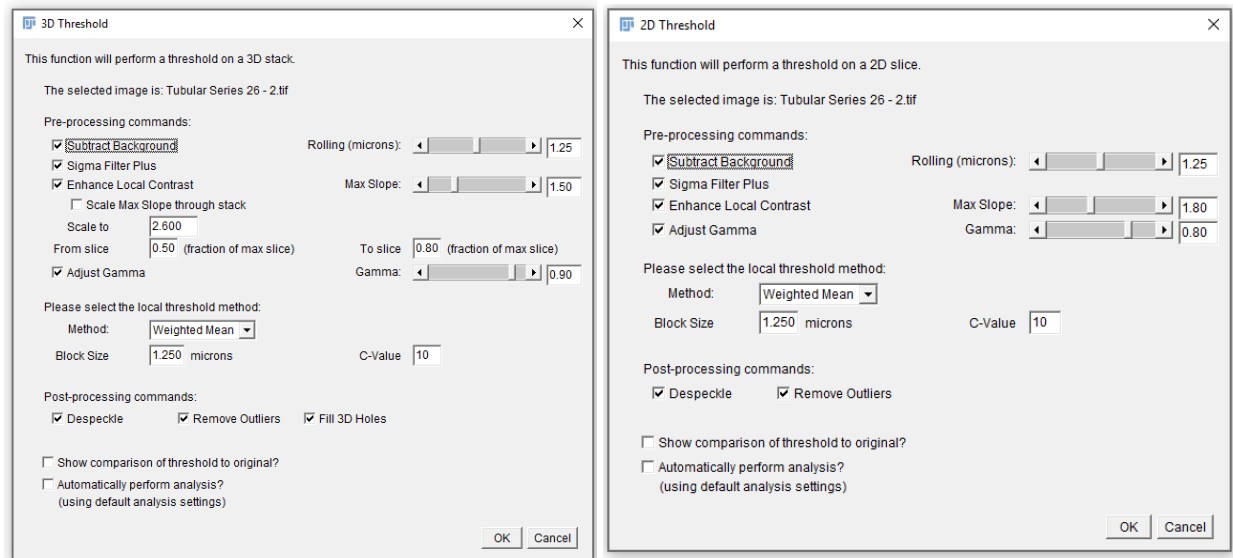 3D Threshold
This function will perform a threshold on a 3D stack.
The selected image is: Tubular Series 26 - 2.tif
Pre-processing commands:
Subtract Background Rolling (microns): 1.25
Sigma Filter Plus
Enhance Local Contrast Max Slope: 1.50
Scale Max Slope through stack
Scale to 2.600
From slice 0.50 (fraction of max slice) To slice 0.80 (fraction of max slice)
Adjust Gamma Gamma: 0.90
Please select the local threshold method:
Method: Weighted Mean
Block Size 1.250 microns C-Value 10
Post-processing commands:
Despeckle Remove Outliers Fill 3D Holes
Show comparison of threshold to original?
Automatically perform analysis?
(using default analysis settings)
OK Cancel
2D Threshold
This function will perform a threshold on a 2D slice.
The selected image is: Tubular Series 26 - 2.tif
Pre-processing commands:
Subtract Background Rolling (microns): 1.25
Sigma Filter Plus
Enhance Local Contrast Max Slope: 1.80
Adjust Gamma Gamma: 0.80
Please select the local threshold method:
Method: Weighted Mean
Block Size 1.250 microns C-Value 10
Post-processing commands:
Despeckle Remove Outliers
Show comparison of threshold to original?
Automatically perform analysis?
(using default analysis settings)
OK Cancel